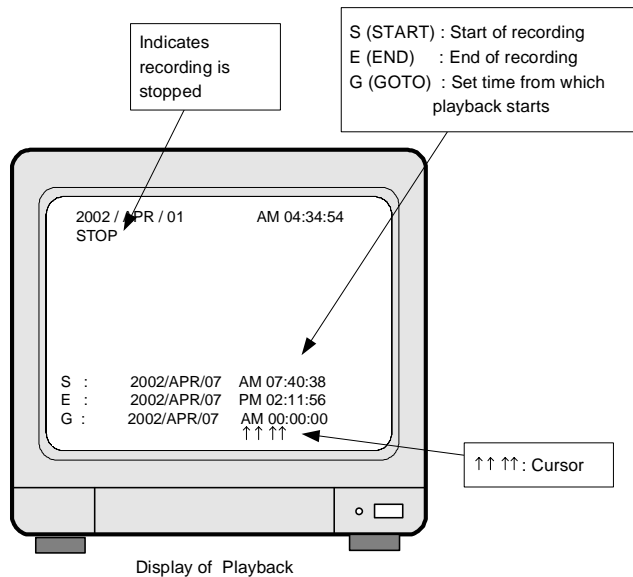 Indicates
recording is
stopped
S (START) : Start of recording
E (END) : End of recording
G (GOTO) : Set time from which
playback starts
2002 / APR / 01 AM 04:34:54
STOP
S : 2002/APR/07 AM 07:40:38
E : 2002/APR/07 PM 02:11:56
G : 2002/APR/07 AM 00:00:00
↑↑ ↑↑
↑↑ ↑↑ : Cursor
Display of Playback